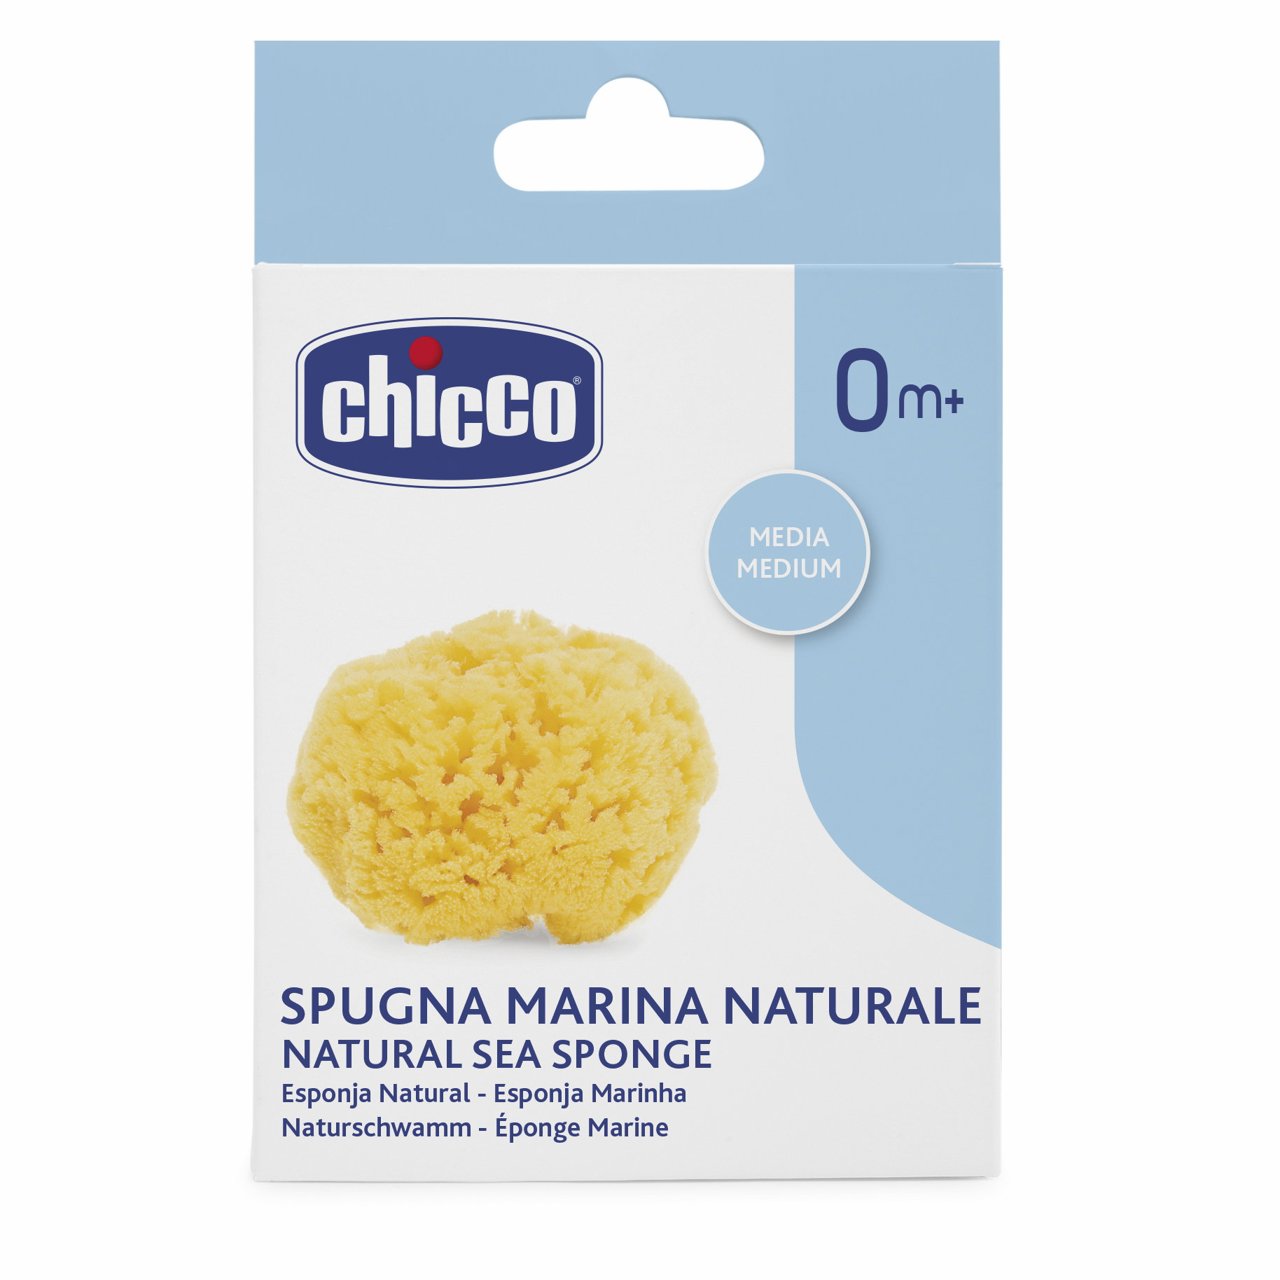 chicco®
0m+
MEDIA
MEDIUM
SPUGNA MARINA NATURALE
NATURAL SEA SPONGE
Esponja Natural - Esponja Marinha
Naturschwamm - Éponge Marine